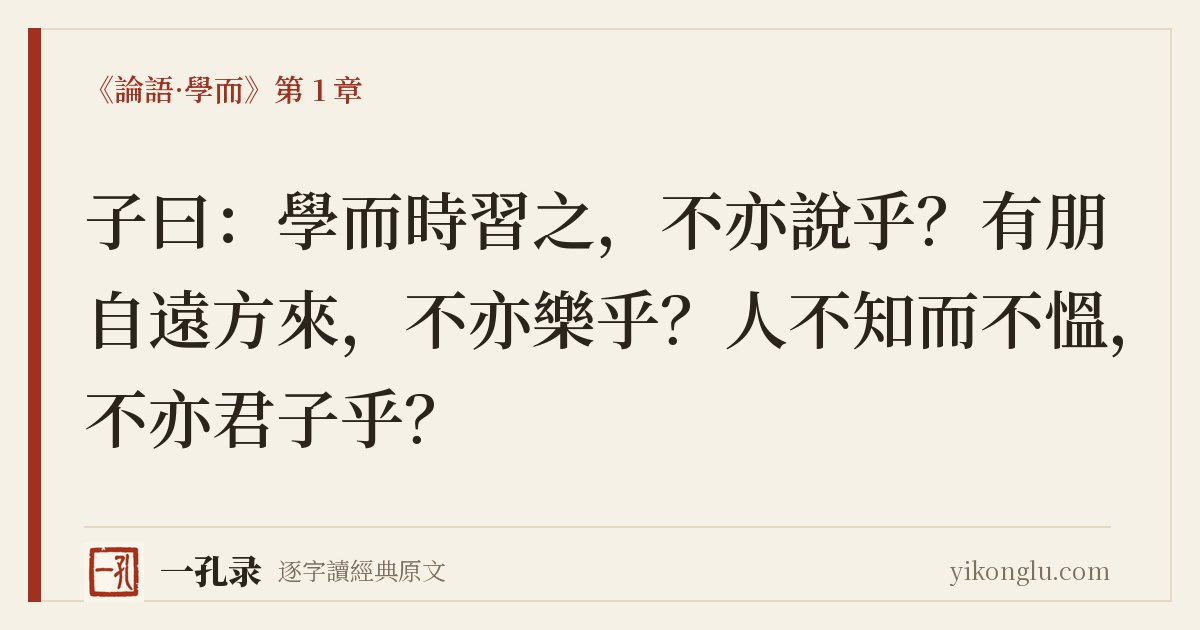 《論語·學而》第 1 章
子曰：學而時習之，不亦說乎？有朋
自遠方來，不亦樂乎？人不知而不慍，
不亦君子乎？
一孔
一孔录 逐字讀經典原文 yikonglu.com